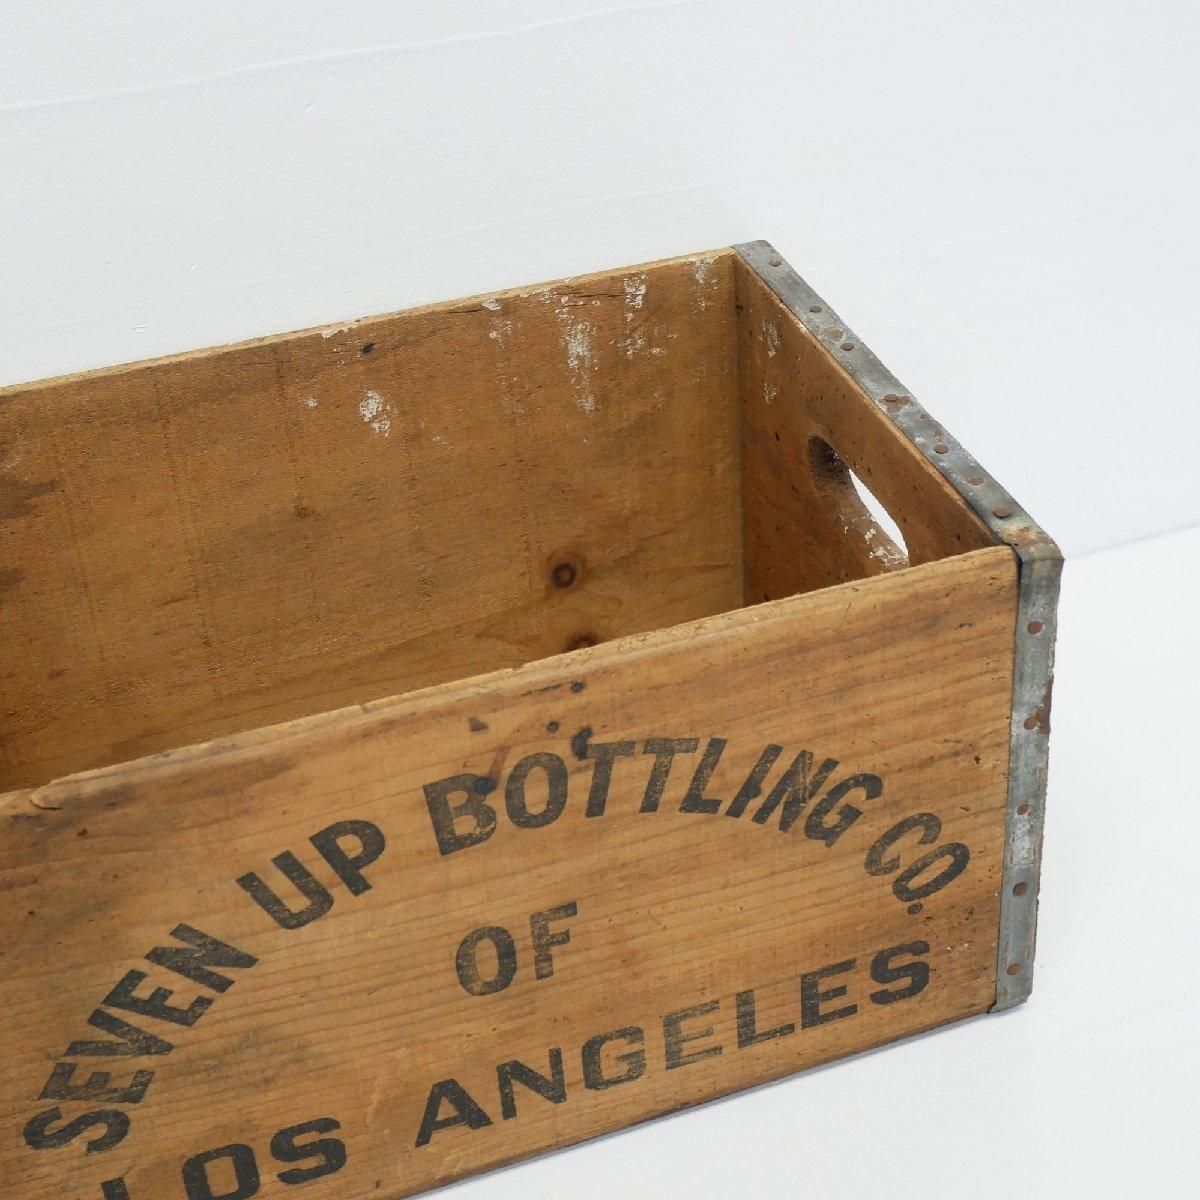 SEVEN UP BOTTLING CO.
OF
LOS ANGELES